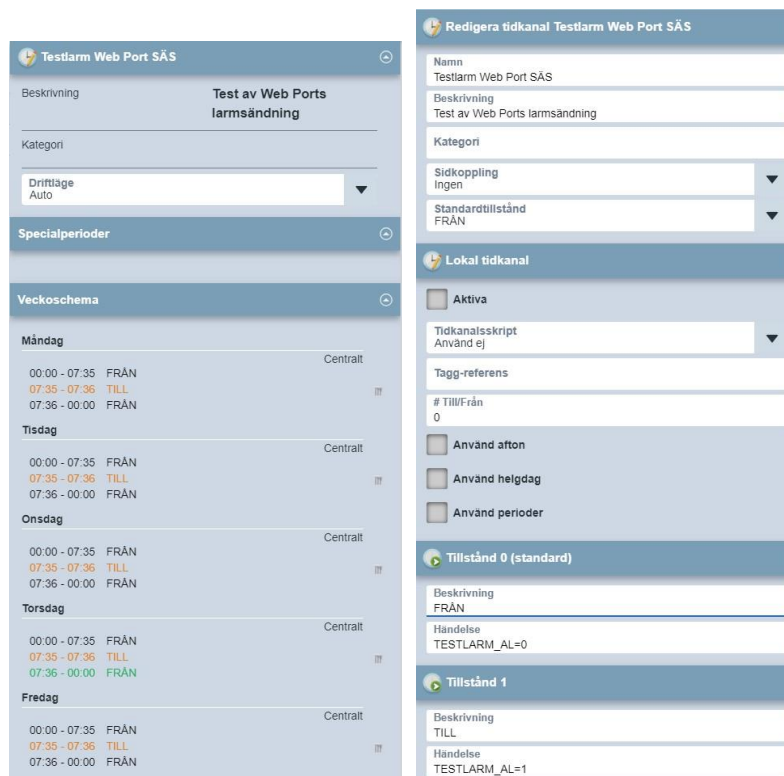 Testlarm Web Port SÄS
Beskrivning
Test av Web Ports
larmsändning
Kategori
Driftläge
Auto
Specialperioder
Veckoschema
Måndag
Centralt
00:00 - 07:35 FRÅN
07:35 - 07:36 TILL
07:36 - 00:00 FRÅN
Tisdag
Centralt
00:00 - 07:35 FRÅN
07:35 - 07:36 TILL
07:36 - 00:00 FRÅN
Onsdag
Centralt
00:00 - 07:35 FRÅN
07:35 - 07:36 TILL
07:36 - 00:00 FRÅN
Torsdag
Centralt
00:00 - 07:35 FRÅN
07:35 - 07:36 TILL
07:36 - 00:00 FRÅN
Fredag
Centralt
00:00 - 07:35 FRÅN
07:35 - 07:36 TILL
07:36 - 00:00 FRÅN
Redigera tidkanal Testlarm Web Port SÄS
Namn
Testlarm Web Port SÄS
Beskrivning
Test av Web Ports larmsändning
Kategori
Sidkoppling
Ingen
Standardtillstånd
FRÅN
Lokal tidkanal
Aktiva
Tidkanalsskript
Använd ej
Tagg-referens
# Till/Från
0
Använd afton
Använd helgdag
Använd perioder
Tillstånd 0 (standard)
Beskrivning
FRÅN
Händelse
TESTLARM_AL=0
Tillstånd 1
Beskrivning
TILL
Händelse
TESTLARM_AL=1